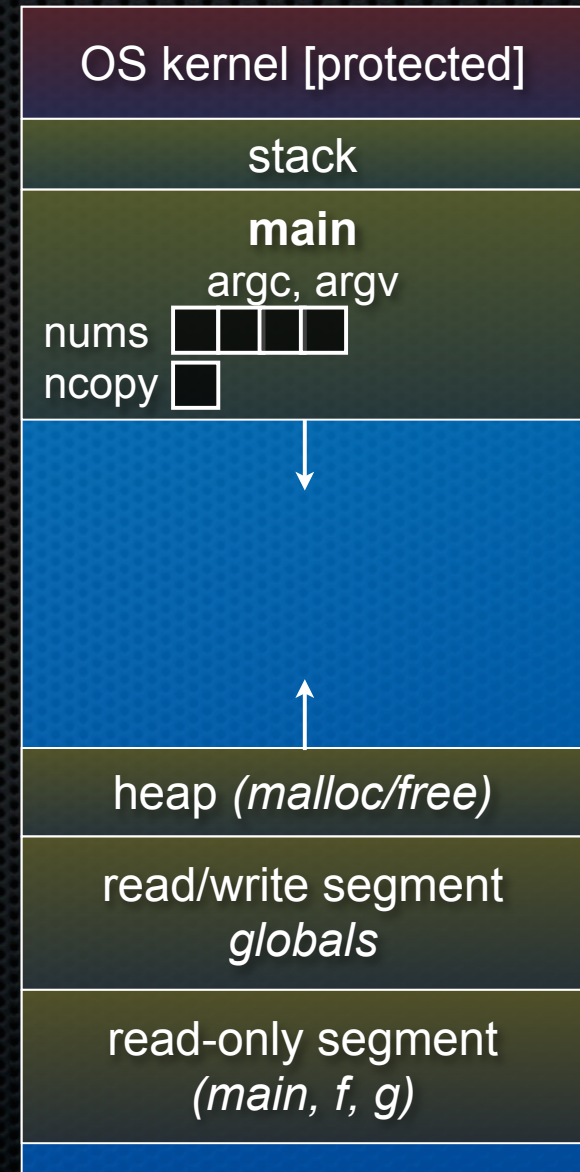 OS kernel [protected]
stack
main
argc, argv
nums
ncopy
heap (malloc/free)
read/write segment
globals
read-only segment
(main, f, g)